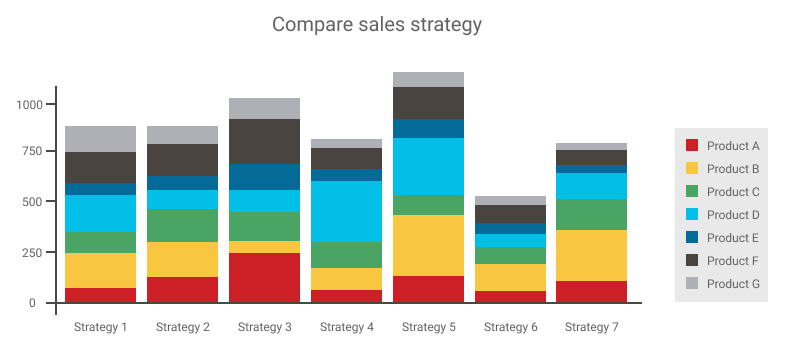 Compare sales strategy
1000
750
500
250
0
Strategy 1
Strategy 2
Strategy 3
Strategy 4
Strategy 5
Strategy 6
Strategy 7
Product A
Product B
Product C
Product D
Product E
Product F
Product G